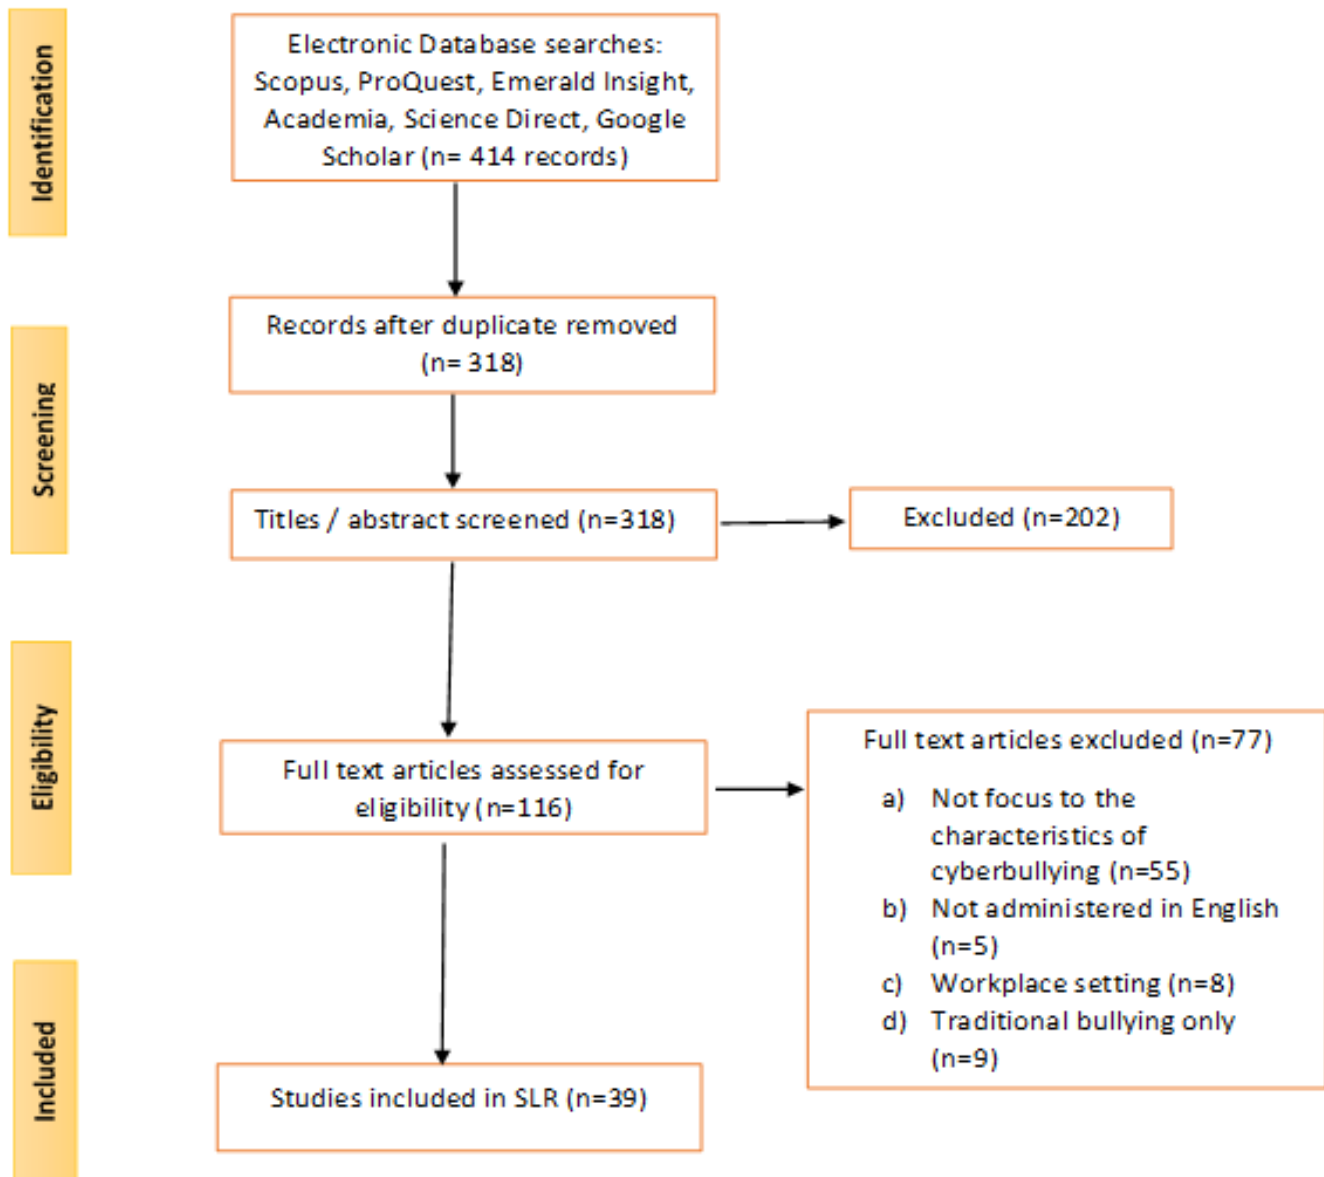 Identification
Electronic Database searches:
Scopus, ProQuest, Emerald Insight,
Academia, Science Direct, Google
Scholar (n= 414 records)
Screening
Records after duplicate removed
(n= 318)
Titles / abstract screened (n=318)
Excluded (n=202)
Eligibility
Full text articles assessed for
eligibility (n=116)
Full text articles excluded (n=77)
a) Not focus to the
characteristics of
cyberbullying (n=55)
b) Not administered in English
(n=5)
c) Workplace setting (n=8)
d) Traditional bullying only
(n=9)
Included
Studies included in SLR (n=39)